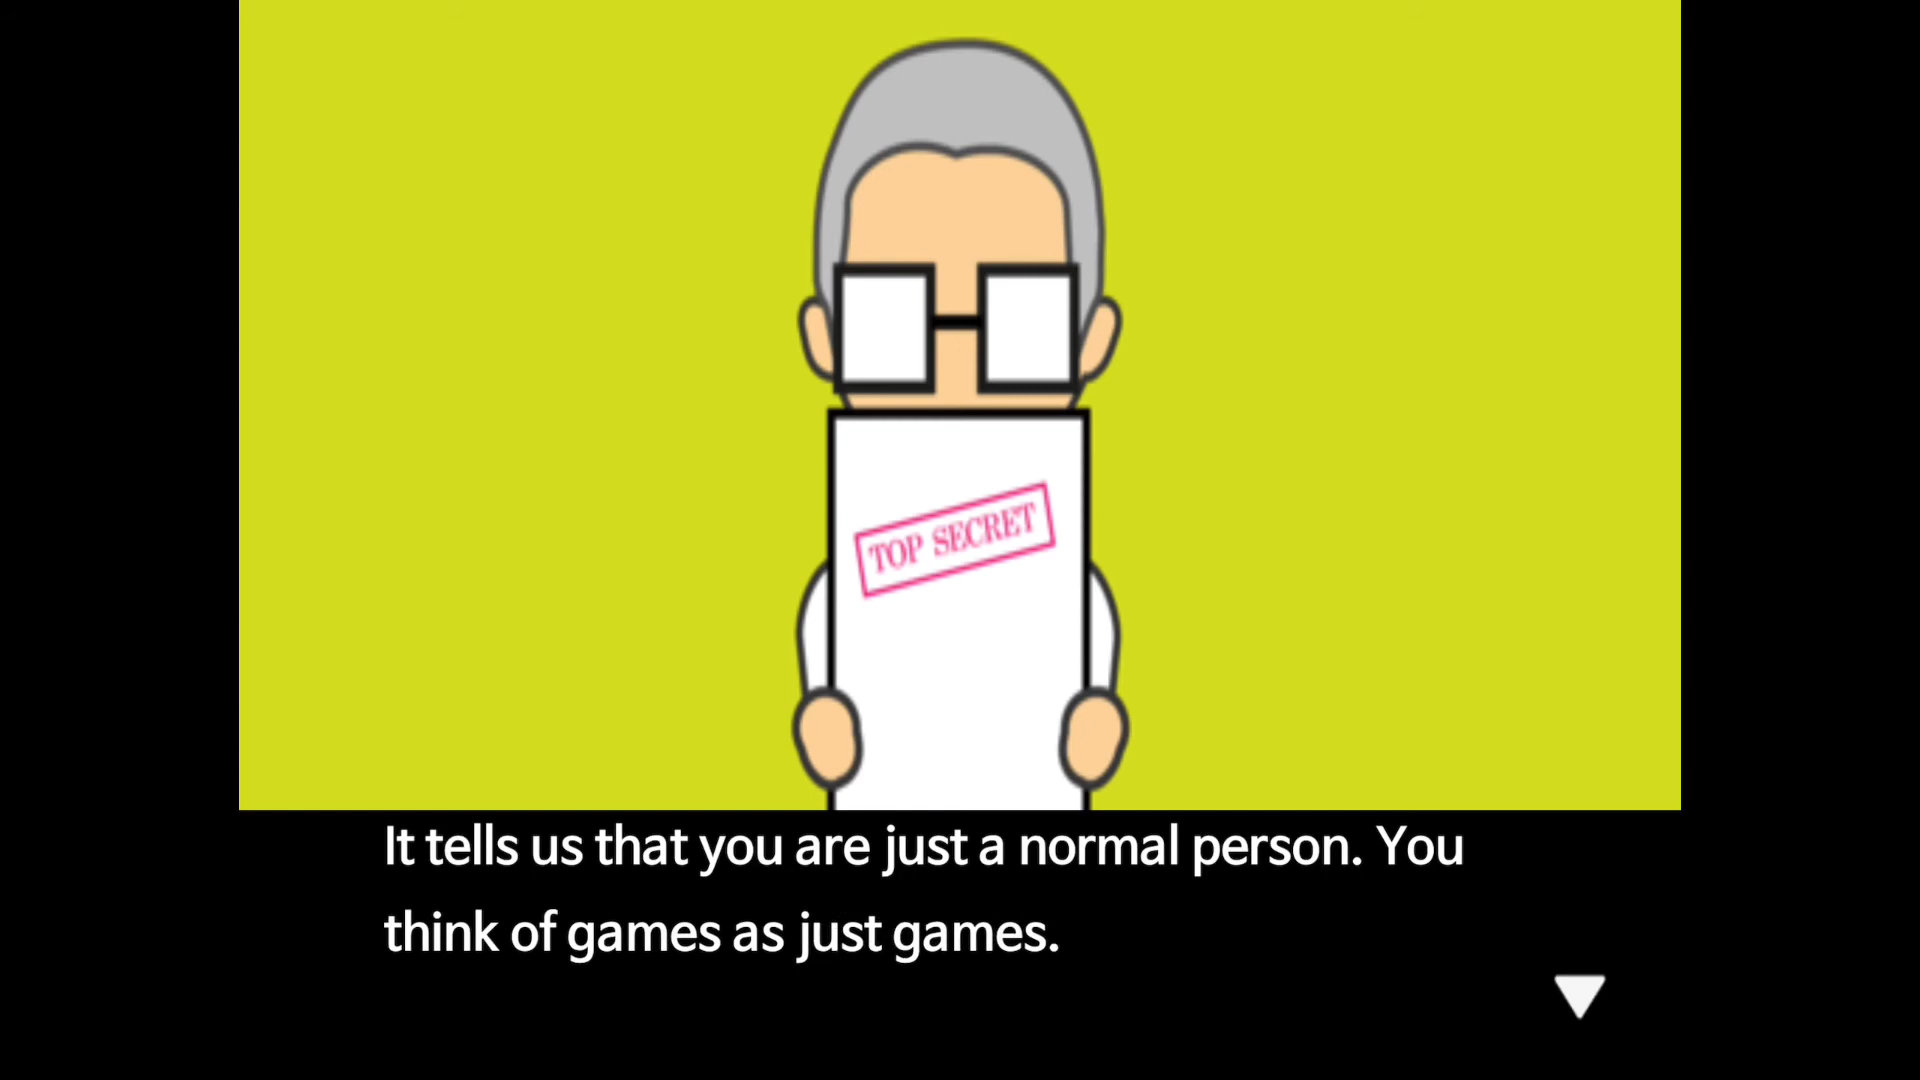 TOP SECRET
It tells us that you are just a normal person. You
think of games as just games.